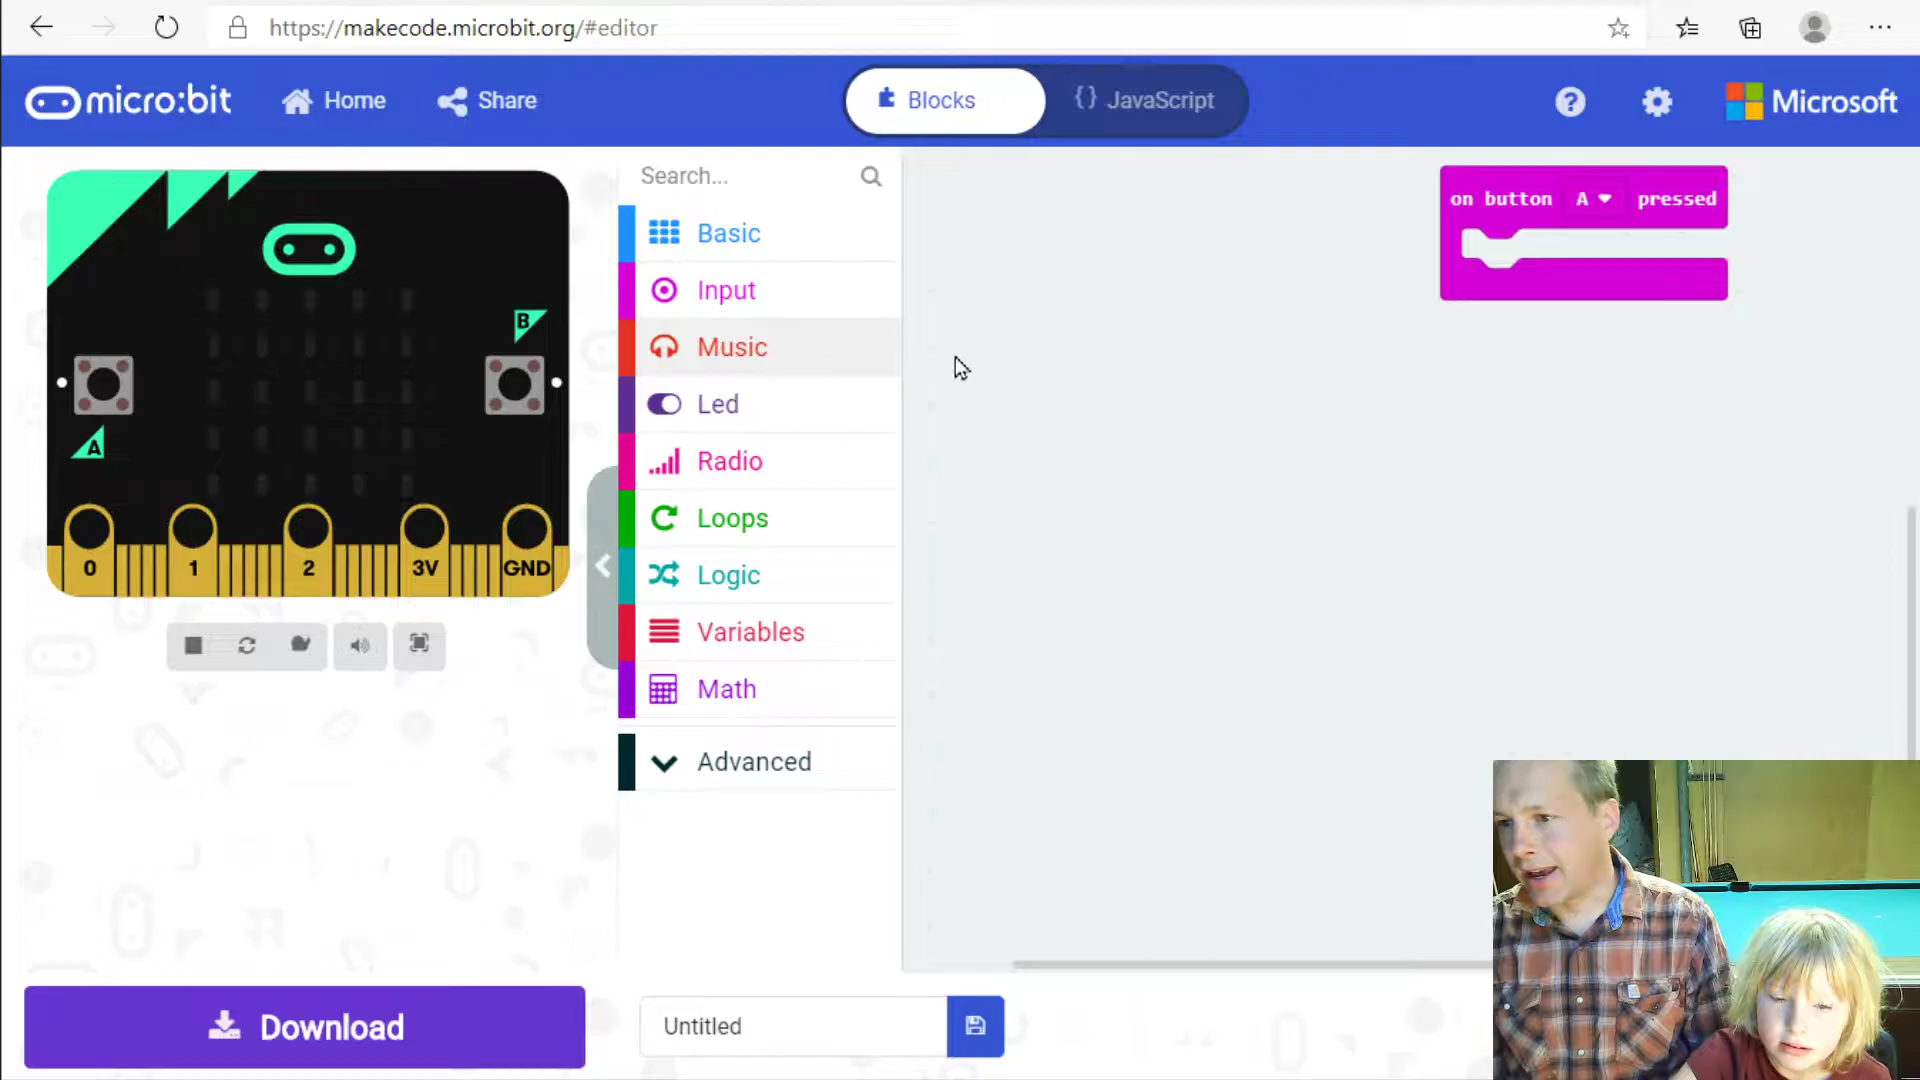 https://makecode.microbit.org/#editor
micro:bit Home Share Blocks {} JavaScript ? Microsoft
Search...
on button A pressed
Basic
Input
Music
Led
Radio
Loops
Logic
Variables
Math
Advanced
B
A
0 1 2 3V GND
Download
Untitled